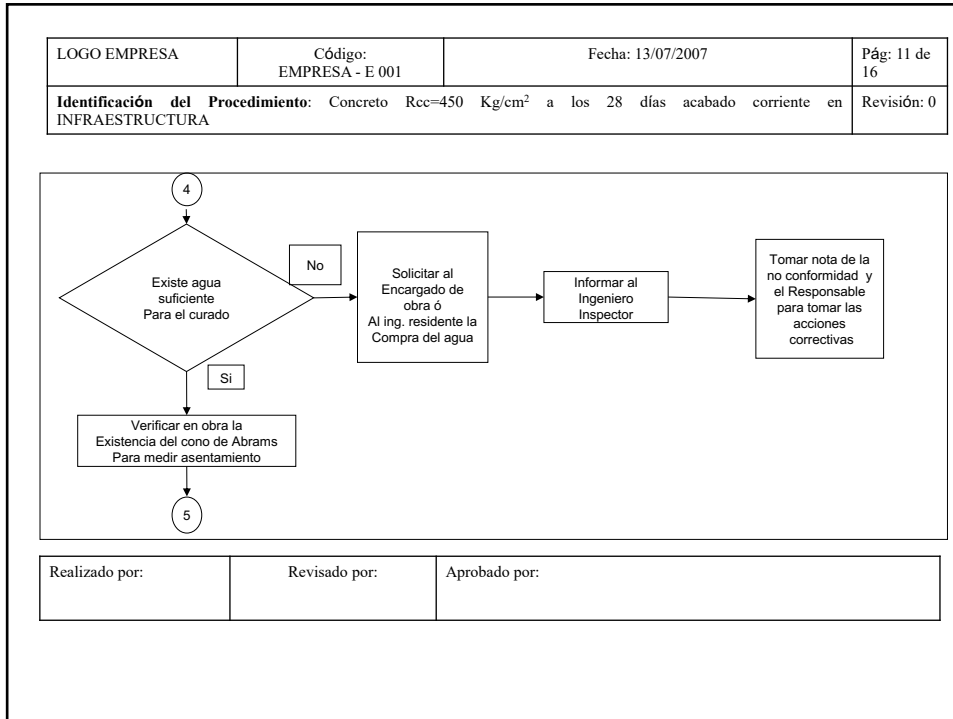 LOGO EMPRESA
Código:
EMPRESA - E 001
Fecha: 13/07/2007
Pág: 11 de
16
Identificación del Procedimiento: Concreto Rcc=450 Kg/cm² a los 28 días acabado corriente en
INFRAESTRUCTURA
Revisión: 0
4
Existe agua
suficiente
Para el curado
No
Solicitar al
Encargado de
obra ó
Al ing. residente la
Compra del agua
Informar al
Ingeniero
Inspector
Tomar nota de la
no conformidad y
el Responsable
para tomar las
acciones
correctivas
Si
Verificar en obra la
Existencia del cono de Abrams
Para medir asentamiento
5
Realizado por:
Revisado por:
Aprobado por: